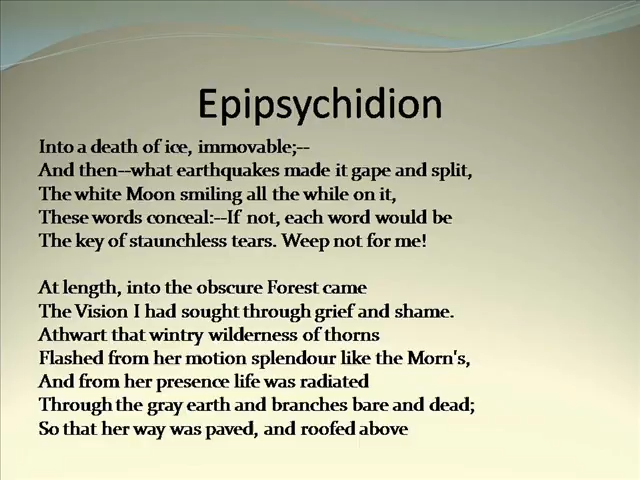 Epipsychidion
Into a death of ice, immovable;--
And then--what earthquakes made it gape and split,
The white Moon smiling all the while on it,
These words conceal:--If not, each word would be
The key of staunchless tears. Weep not for me!
At length, into the obscure Forest came
The Vision I had sought through grief and shame.
Athwart that wintry wilderness of thorns
Flashed from her motion splendour like the Morn's,
And from her presence life was radiated
Through the gray earth and branches bare and dead;
So that her way was paved, and roofed above